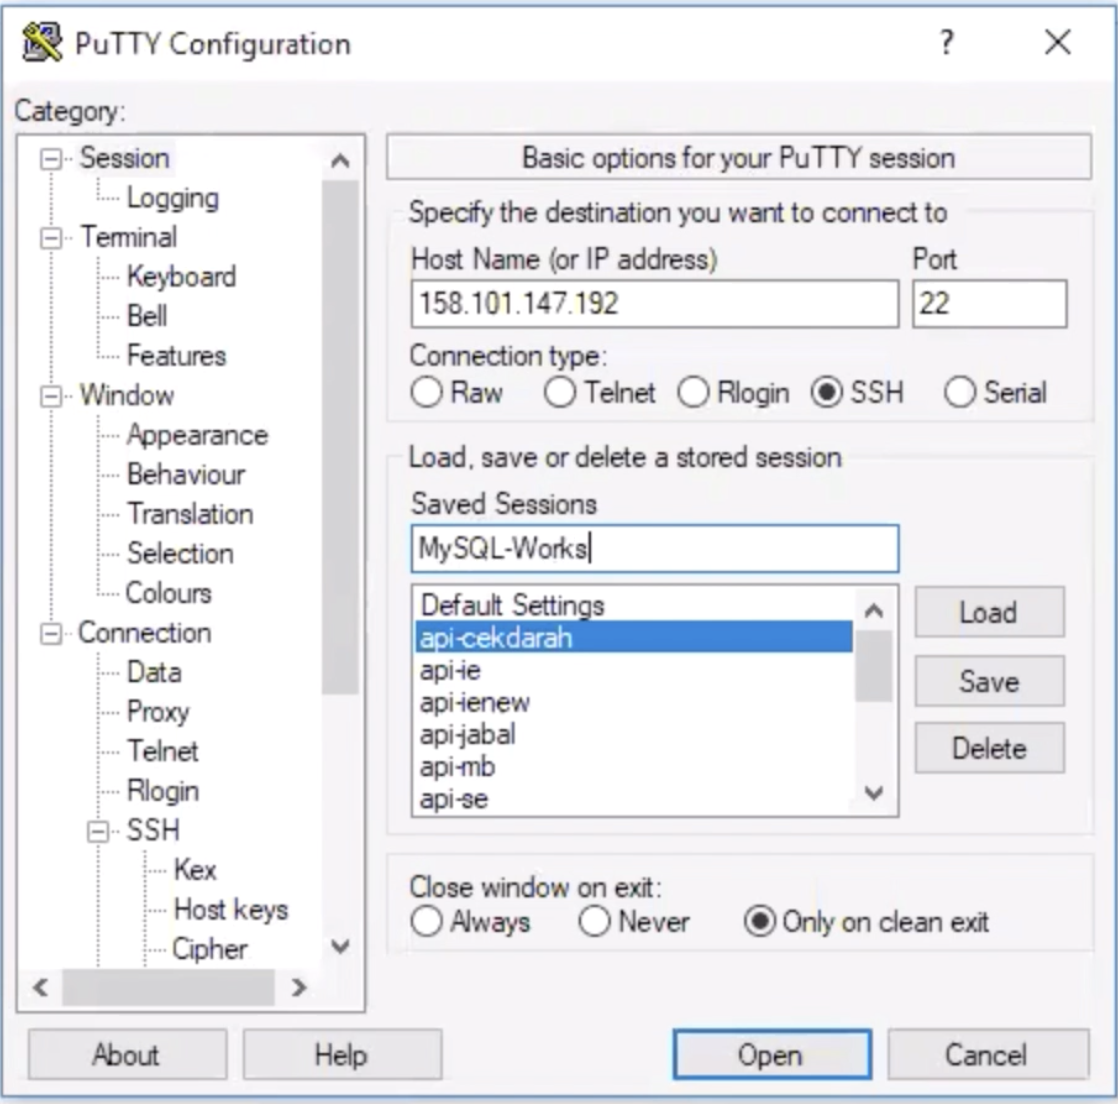 PuTTY Configuration
?
Category:
Session
Logging
Terminal
Keyboard
Bell
Features
Window
Appearance
Behaviour
Translation
Selection
Colours
Connection
Data
Proxy
Telnet
Rlogin
SSH
Kex
Host keys
Cipher
Basic options for your PuTTY session
Specify the destination you want to connect to
Host Name (or IP address) Port
158.101.147.192 22
Connection type:
Raw Telnet Rlogin SSH Serial
Load, save or delete a stored session
Saved Sessions
MySQL-Works
Default Settings
api-cekdarah
api-ie
api-ienew
api-jabal
api-mb
api-se
Load
Save
Delete
Close window on exit:
Always Never Only on clean exit
About Help Open Cancel